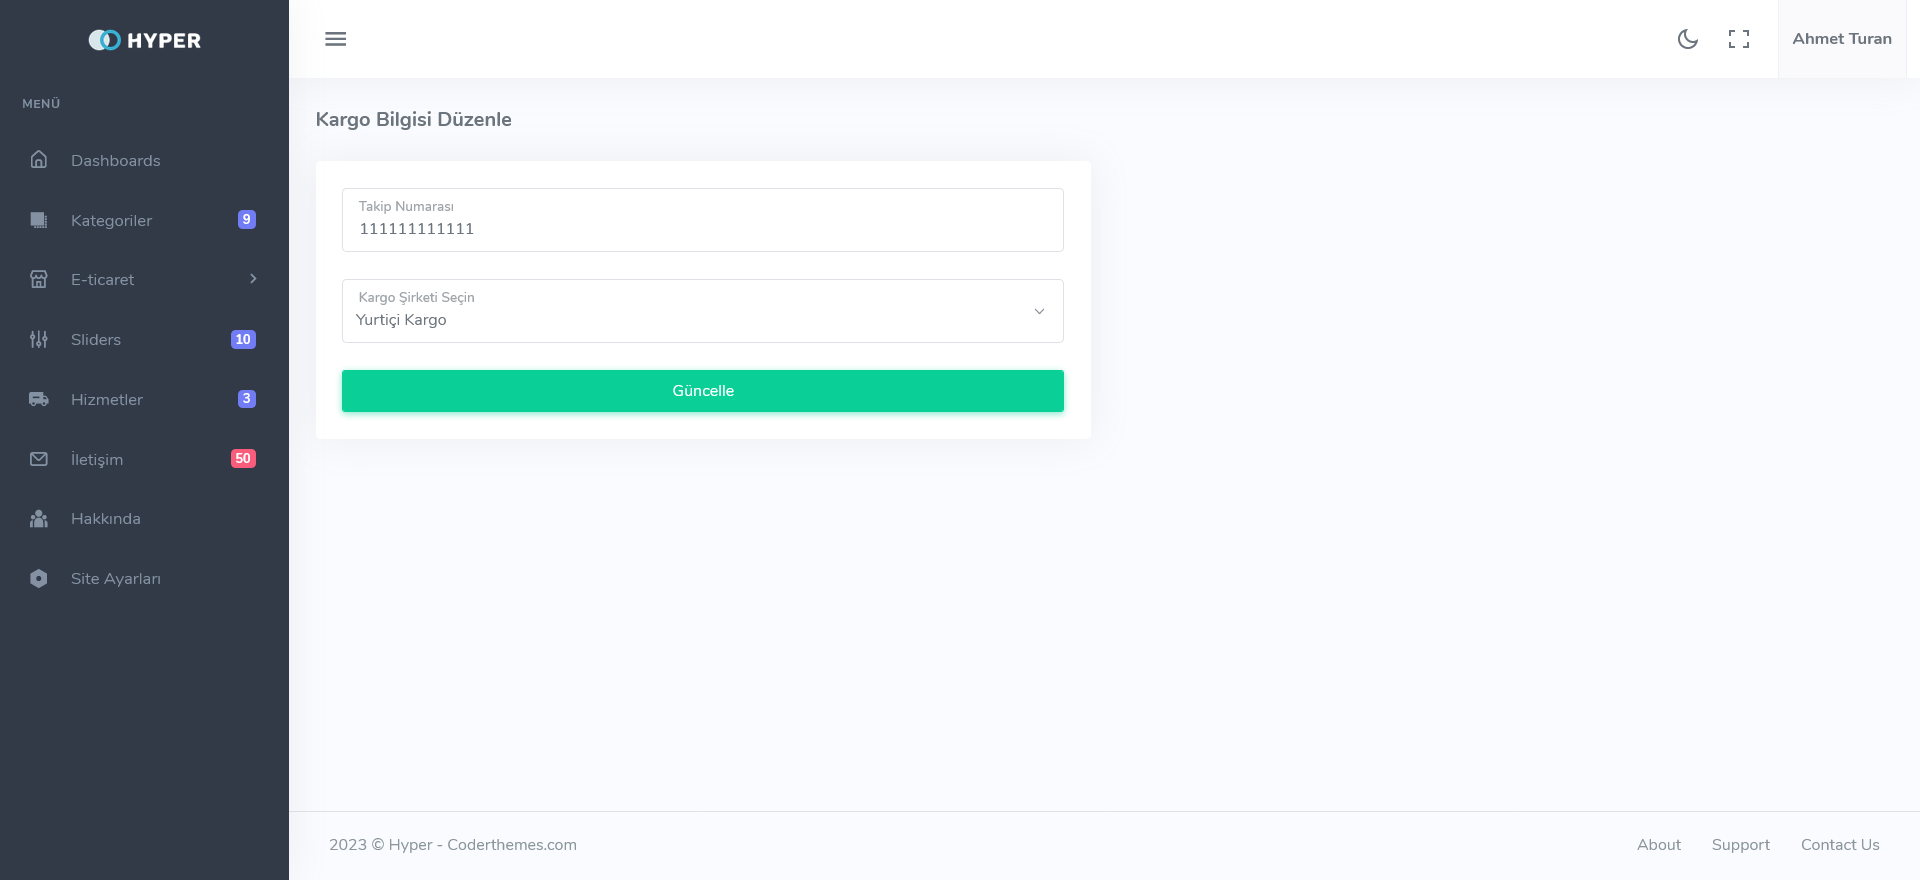 HYPER
MENÜ
Dashboards
Kategoriler 9
E-ticaret
Sliders 10
Hizmetler 3
İletişim 50
Hakkında
Site Ayarları
Ahmet Turan
Kargo Bilgisi Düzenle
Takip Numarası
111111111111
Kargo Şirketi Seçin
Yurtiçi Kargo
Güncelle
2023 © Hyper - Coderthemes.com
About Support Contact Us